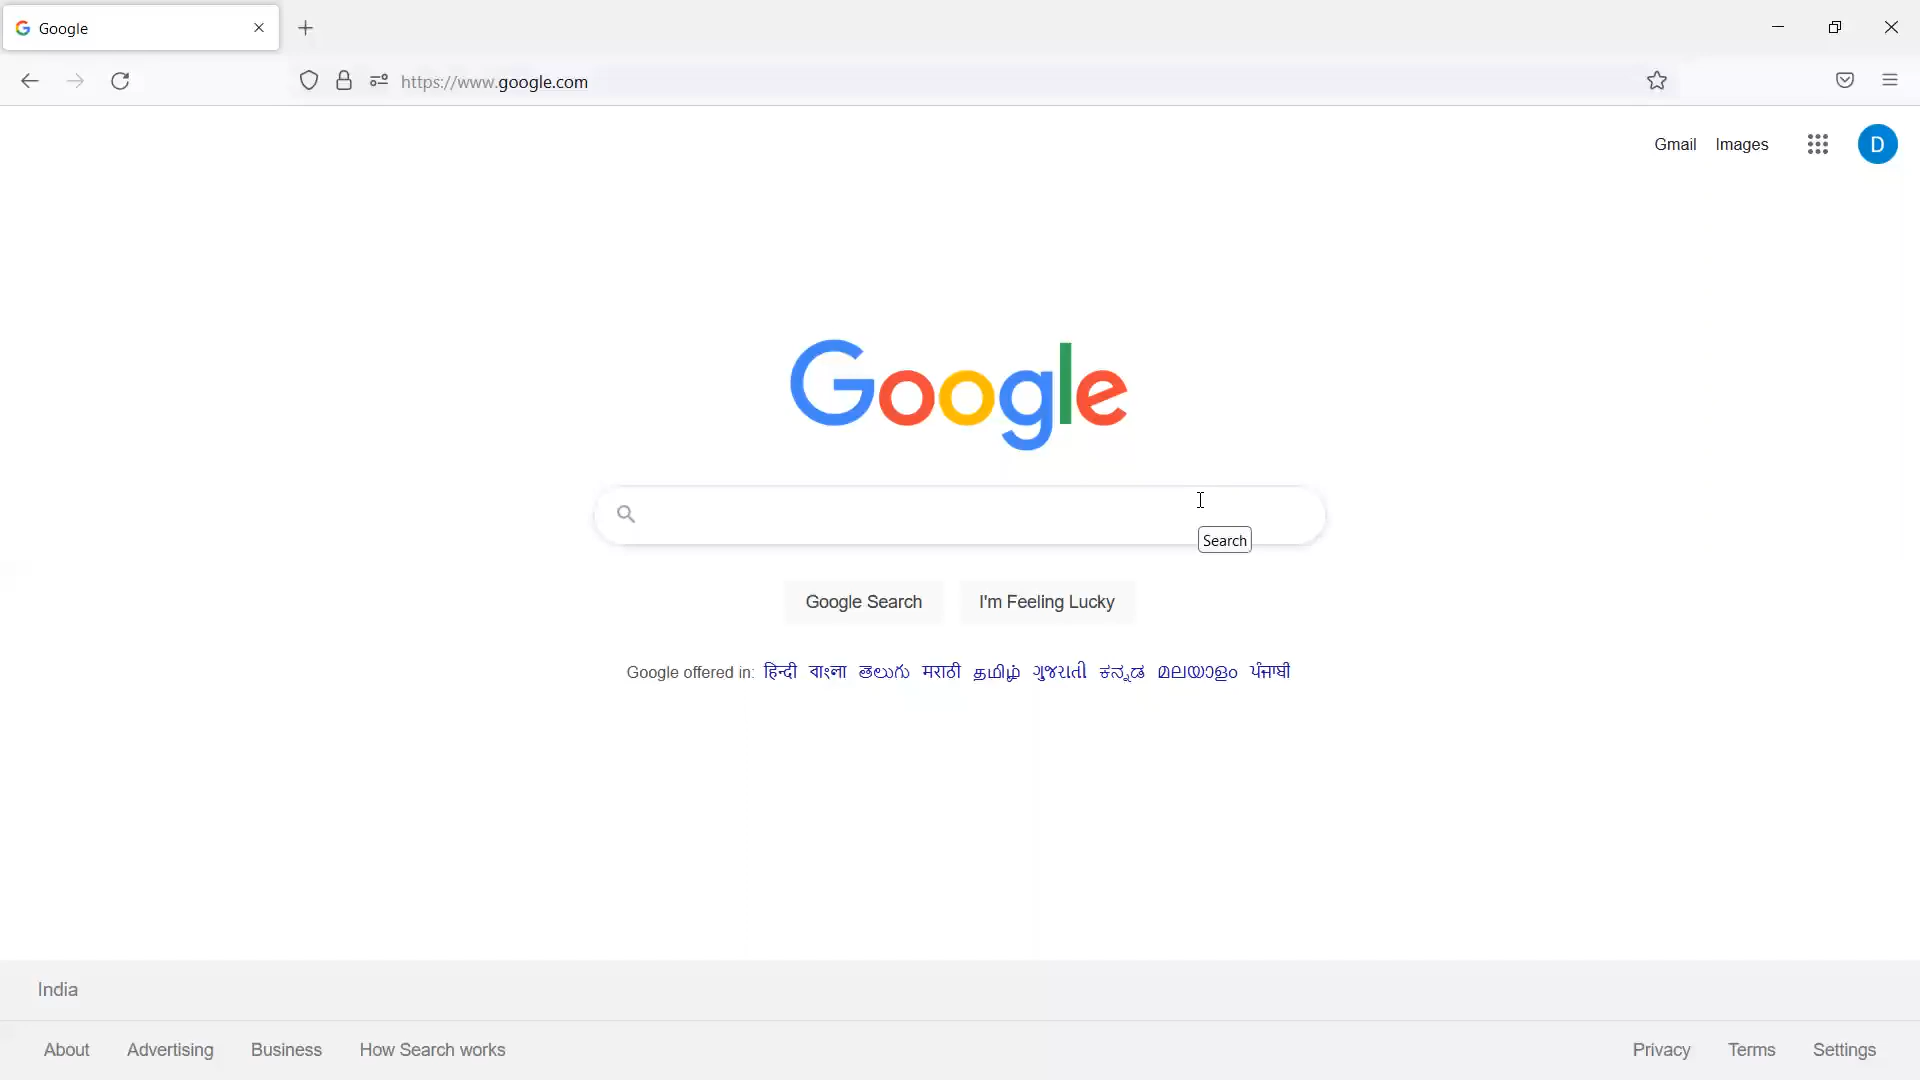 Google
https://www.google.com
Gmail Images
D
Google
Search
Google Search I'm Feeling Lucky
Google offered in: हिन्दी বাংলা తెలుగు मराठी தமிழ் ગુજરાતી ಕನ್ನಡ മലയാളം ਪੰਜਾਬੀ
India
About Advertising Business How Search works Privacy Terms Settings